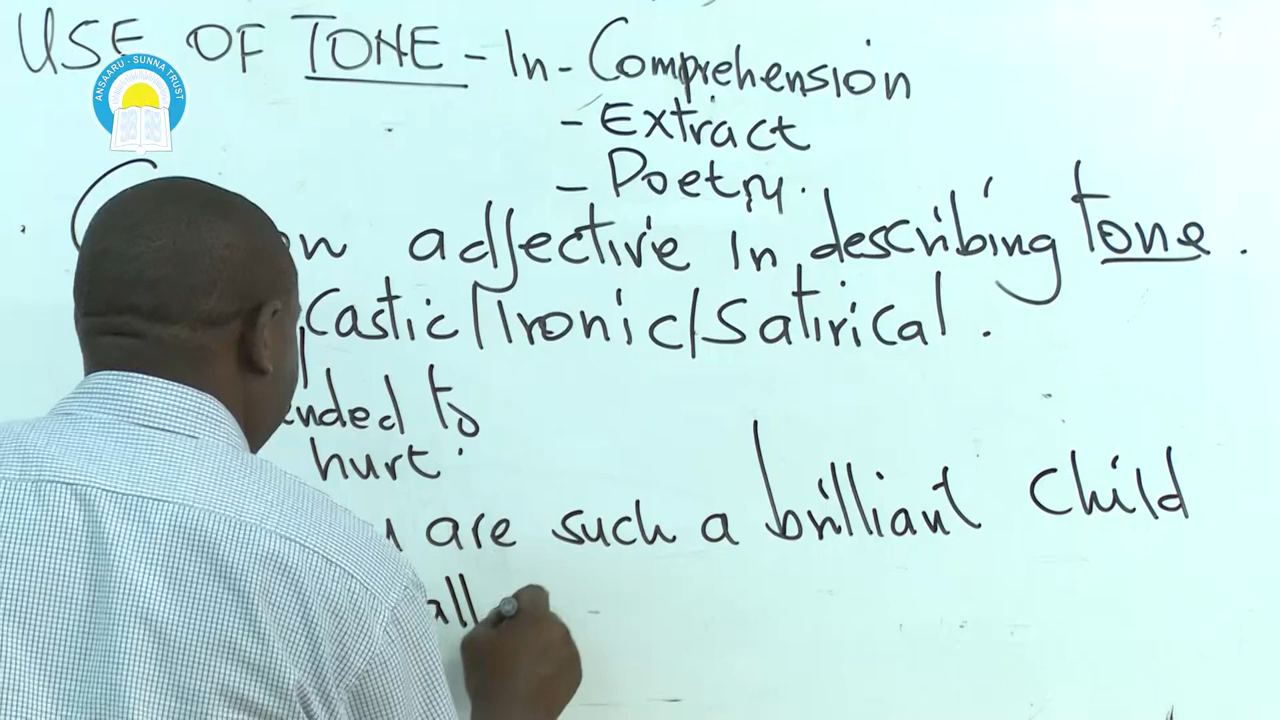 USE OF TONE - In - Comprehension
- Extract
- Poetry.
adjective in describing tone.
castic/Ironic/Satirical.
ended to
hurt.
are such a brilliant child
all
ANSAARU - SUNNA TRUST